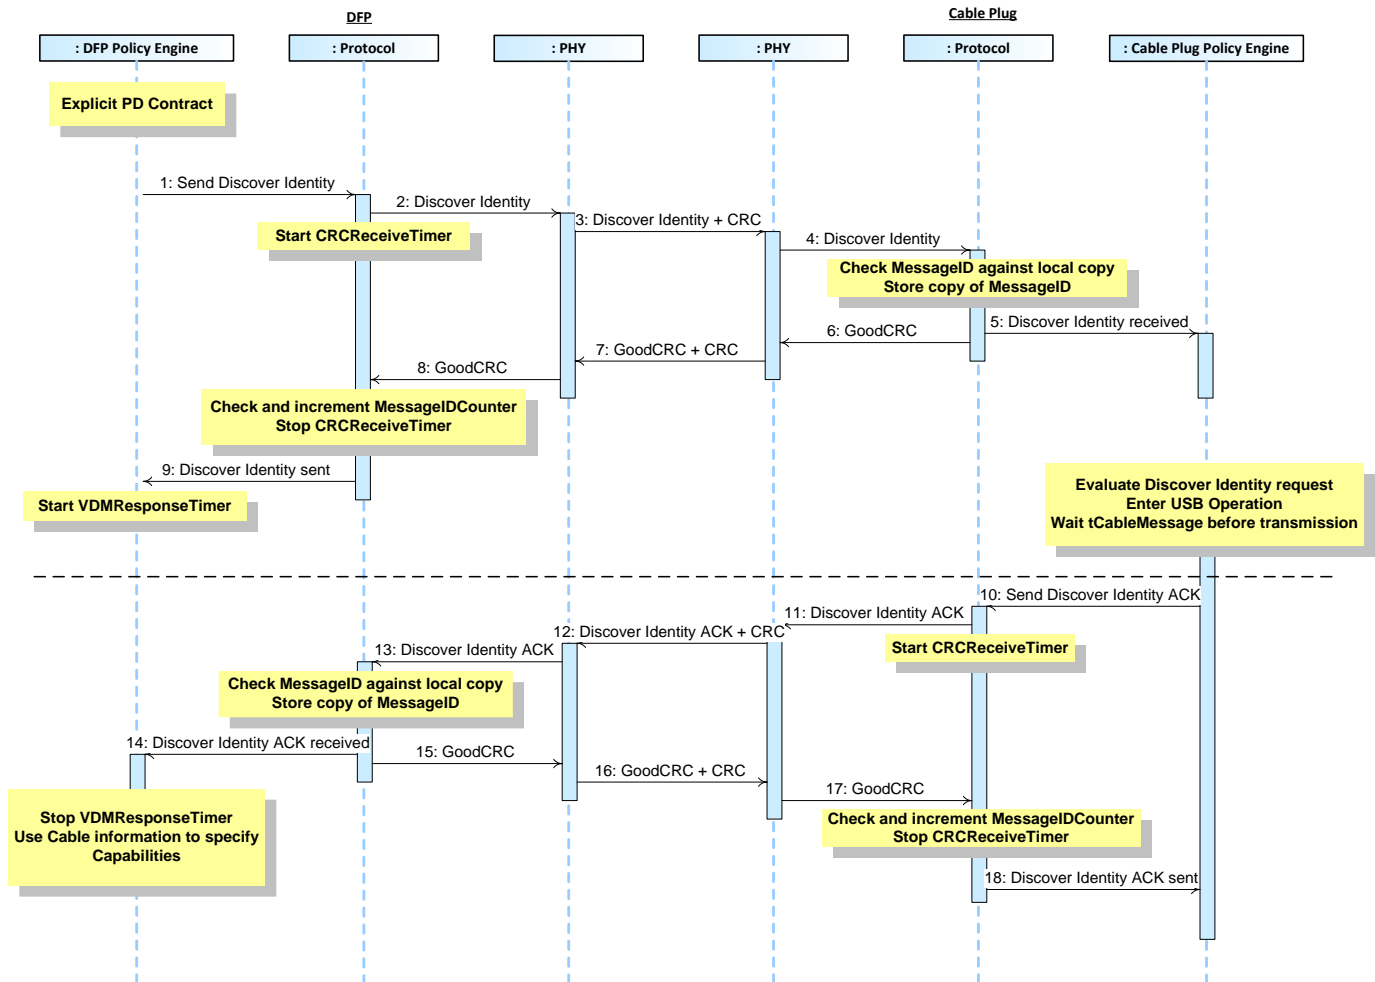 DFP
Cable Plug
: DFP Policy Engine
: Protocol
: PHY
: PHY
: Protocol
: Cable Plug Policy Engine
Explicit PD Contract
1: Send Discover Identity
2: Discover Identity
3: Discover Identity + CRC
Start CRCReceiveTimer
4: Discover Identity
Check MessageID against local copy
Store copy of MessageID
5: Discover Identity received
6: GoodCRC
7: GoodCRC + CRC
8: GoodCRC
Check and increment MessageIDCounter
Stop CRCReceiveTimer
9: Discover Identity sent
Start VDMResponseTimer
Evaluate Discover Identity request
Enter USB Operation
Wait tCableMessage before transmission
10: Send Discover Identity ACK
11: Discover Identity ACK
12: Discover Identity ACK + CRC
Start CRCReceiveTimer
13: Discover Identity ACK
Check MessageID against local copy
Store copy of MessageID
14: Discover Identity ACK received
15: GoodCRC
16: GoodCRC + CRC
17: GoodCRC
Stop VDMResponseTimer
Use Cable information to specify
Capabilities
Check and increment MessageIDCounter
Stop CRCReceiveTimer
18: Discover Identity ACK sent